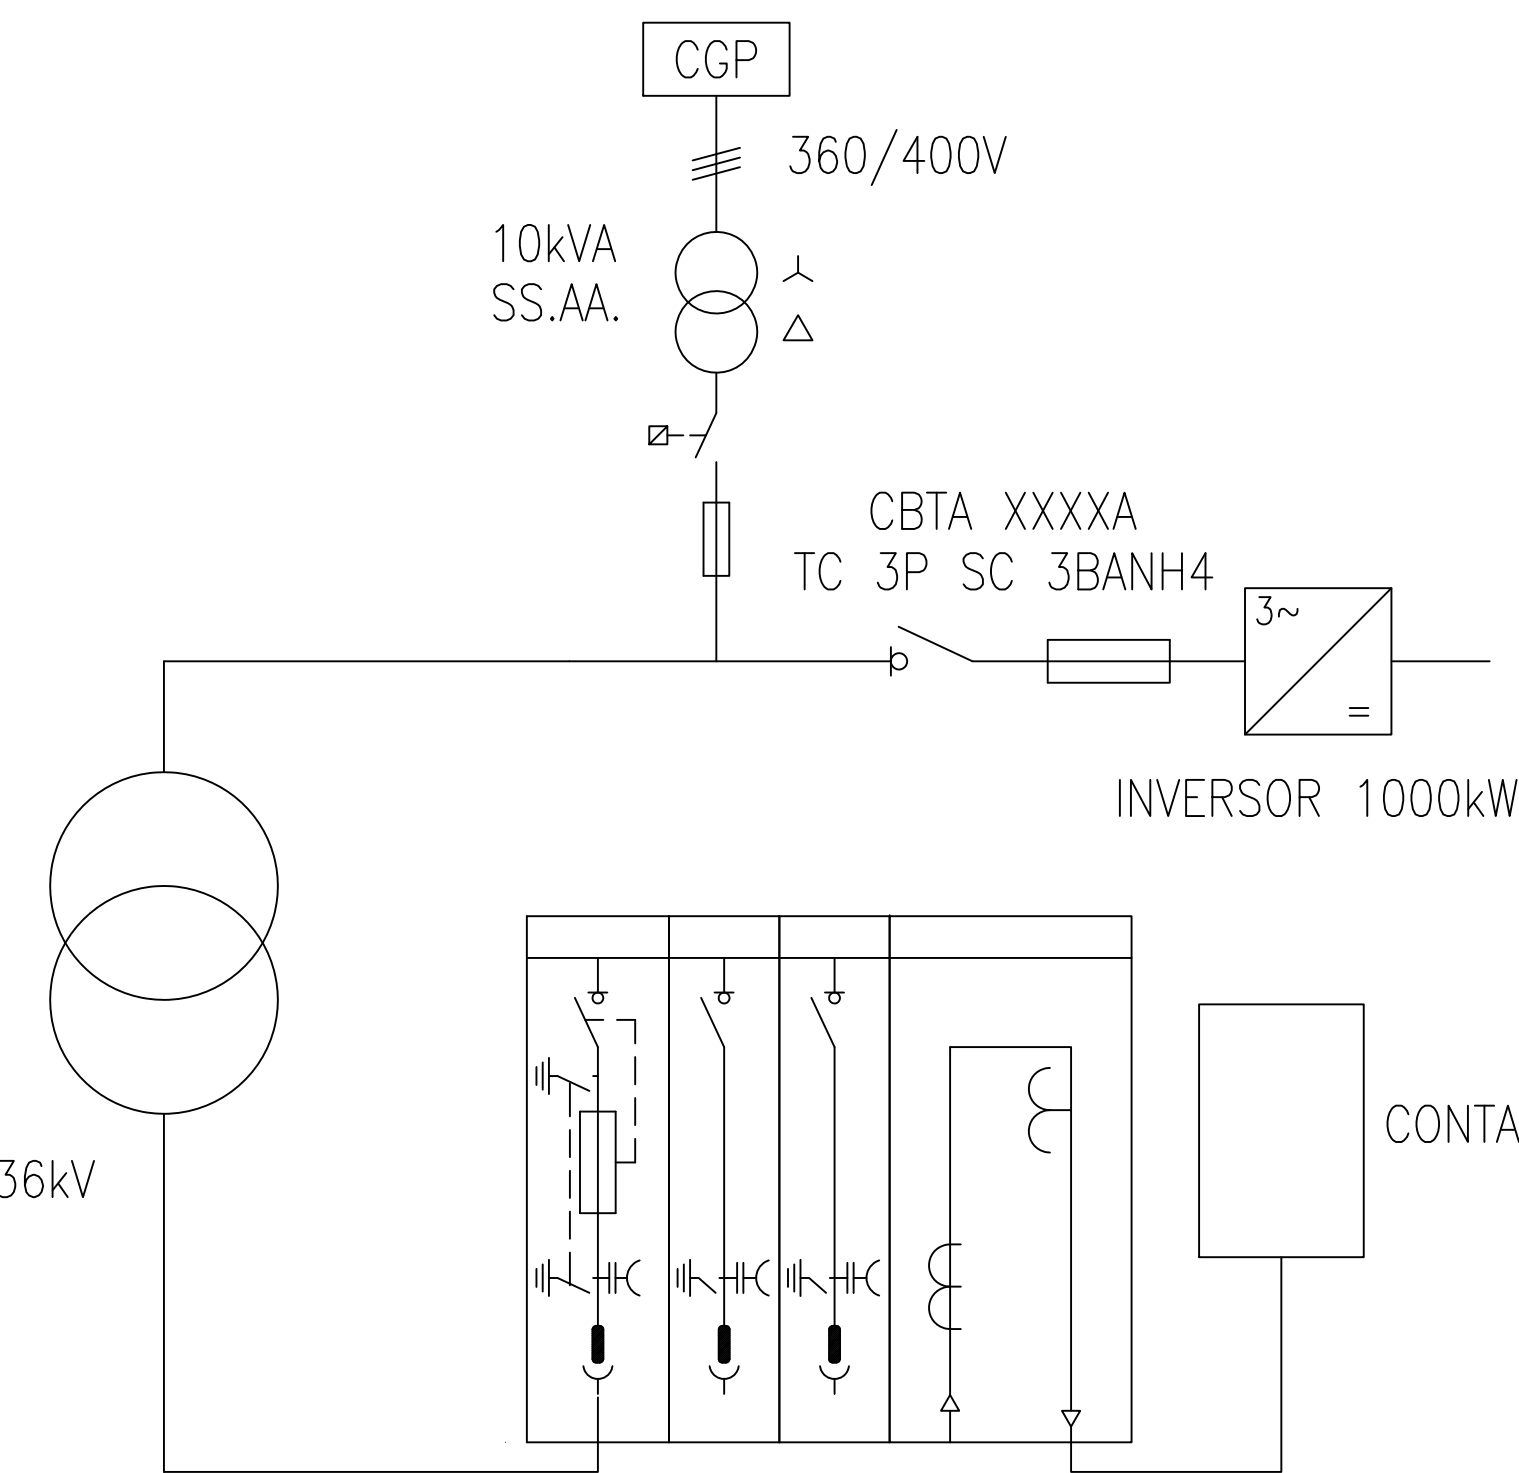 CGP
360/400V
10kVA
SS.AA.
CBTA XXXXA
TC 3P SC 3BANH4
3~
=
INVERSOR 1000kW
36kV
CONTA